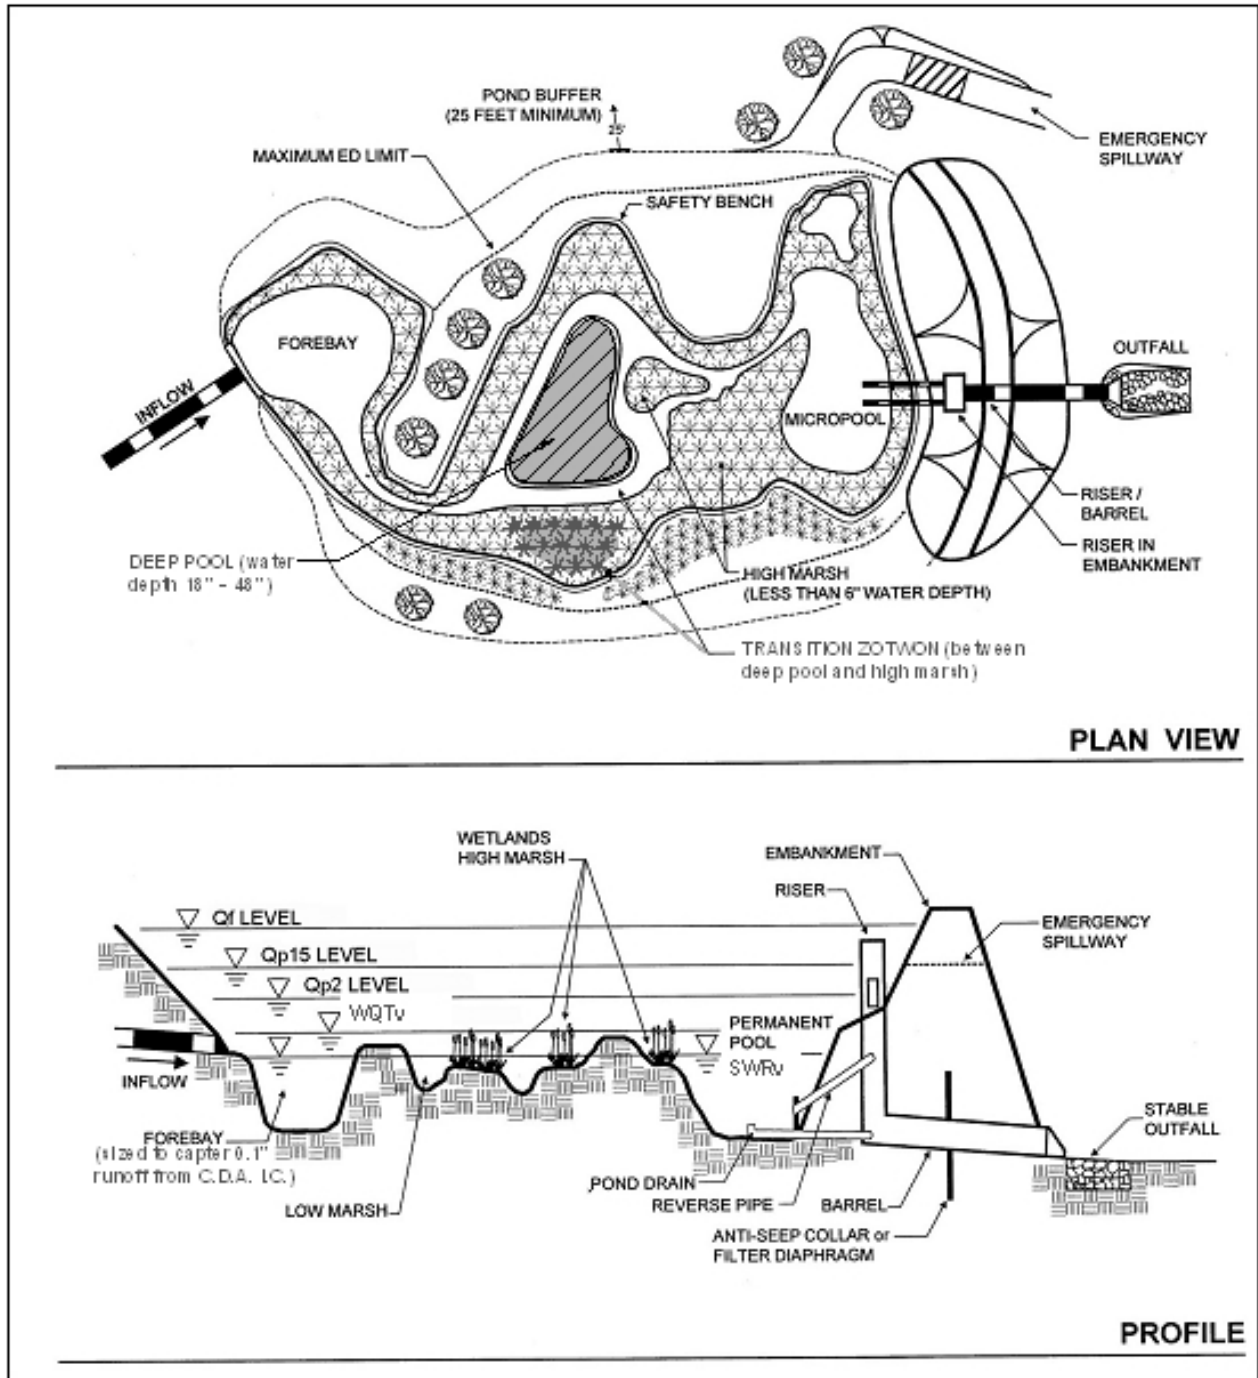 POND BUFFER
(25 FEET MINIMUM)
25'
MAXIMUM ED LIMIT
EMERGENCY
SPILLWAY
SAFETY BENCH
FOREBAY
INFLOW
OUTFALL
MICROPOOL
RISER /
BARREL
RISER IN
EMBANKMENT
DEEP POOL (water
depth 18" - 48")
HIGH MARSH
(LESS THAN 6" WATER DEPTH)
TRANSITION ZOTWON (between
deep pool and high marsh)
PLAN VIEW
WETLANDS
HIGH MARSH
EMBANKMENT
RISER
Qf LEVEL
EMERGENCY
SPILLWAY
Qp15 LEVEL
Qp2 LEVEL
WQTv
PERMANENT
POOL
SWRv
INFLOW
FOREBAY
(sized to capter 0.1"
runoff from C.D.A. I.C.)
LOW MARSH
POND DRAIN
REVERSE PIPE
BARREL
STABLE
OUTFALL
ANTI-SEEP COLLAR or
FILTER DIAPHRAGM
PROFILE